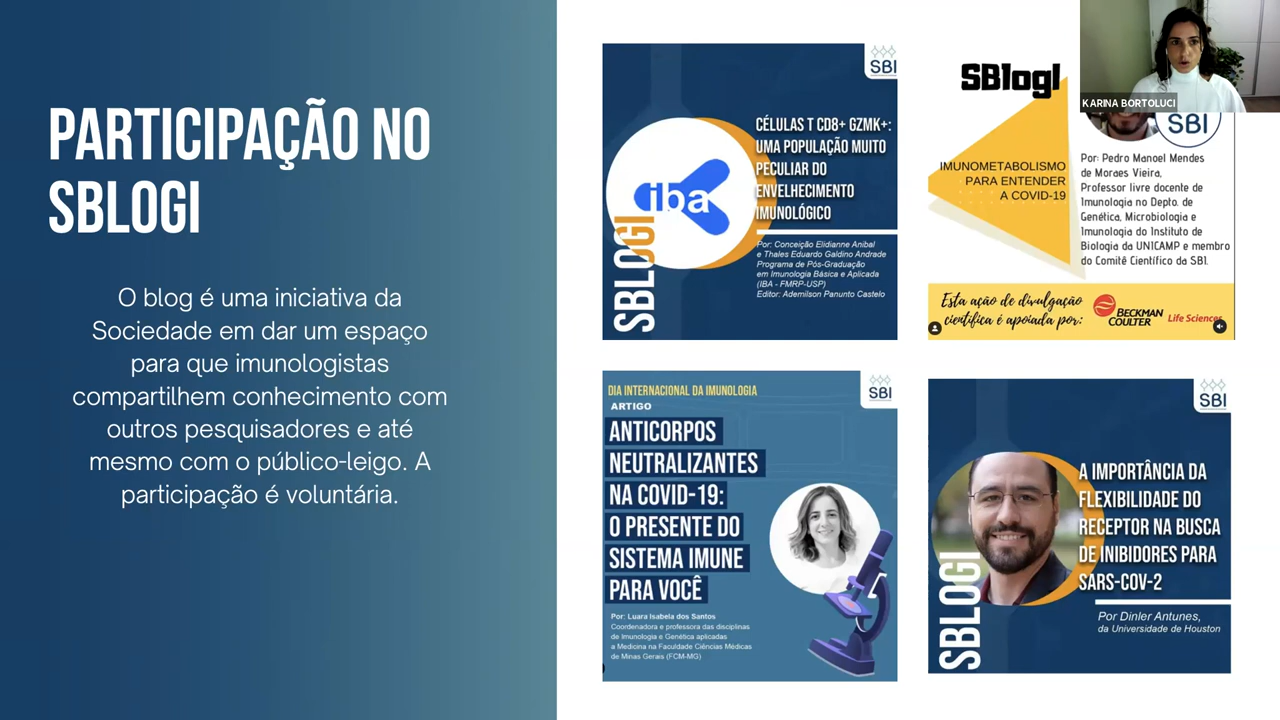 PARTICIPAÇÃO NO
SBLOGI
O blog é uma iniciativa da
Sociedade em dar um espaço
para que imunologistas
compartilhem conhecimento com
outros pesquisadores e até
mesmo com o público-leigo. A
participação é voluntária.
SBI
CÉLULAS T CD8+ GZMK+:
UMA POPULAÇÃO MUITO
PECULIAR DO
ENVELHECIMENTO
IMUNOLÓGICO
iba
SBLOGI
Por: Conceição Elidianne Anibal
e Thales Eduardo Galdino Andrade
Programa de Pós-Graduação
em Imunologia Básica e Aplicada
(IBA - FMRP-USP)
Editor: Ademilson Panunto Castelo
SBlogI
KARINA BORTOLUCI
SBI
IMUNOMETABOLISMO
PARA ENTENDER
A COVID-19
Por: Pedro Manoel Mendes
de Moraes Vieira,
Professor livre docente de
Imunologia no Depto. de
Genética, Microbiologia e
Imunologia do Instituto de
Biologia da UNICAMP e membro
do Comitê Científico da SBI.
Esta ação de divulgação
científica é apoiada por:
BECKMAN
COULTER
Life Sciences
DIA INTERNACIONAL DA IMUNOLOGIA
SBI
ARTIGO
ANTICORPOS
NEUTRALIZANTES
NA COVID-19:
O PRESENTE DO
SISTEMA IMUNE
PARA VOCÊ
Por: Luara Isabela dos Santos
Coordenadora e professora das disciplinas
de Imunologia e Genética aplicadas
a Medicina na Faculdade Ciências Médicas
de Minas Gerais (FCM-MG)
SBI
A IMPORTÂNCIA DA
FLEXIBILIDADE DO
RECEPTOR NA BUSCA
DE INIBIDORES PARA
SARS-COV-2
SBLOGI
Por Dinler Antunes,
da Universidade de Houston